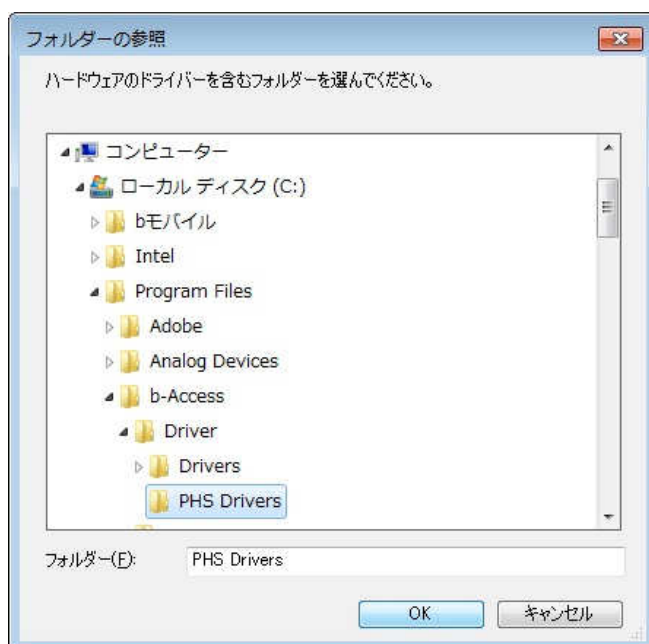 フォルダーの参照
ハードウェアのドライバーを含むフォルダーを選んでください。
コンピューター
ローカル ディスク (C:)
bモバイル
Intel
Program Files
Adobe
Analog Devices
b-Access
Driver
Drivers
PHS Drivers
フォルダー(F): PHS Drivers
OK キャンセル